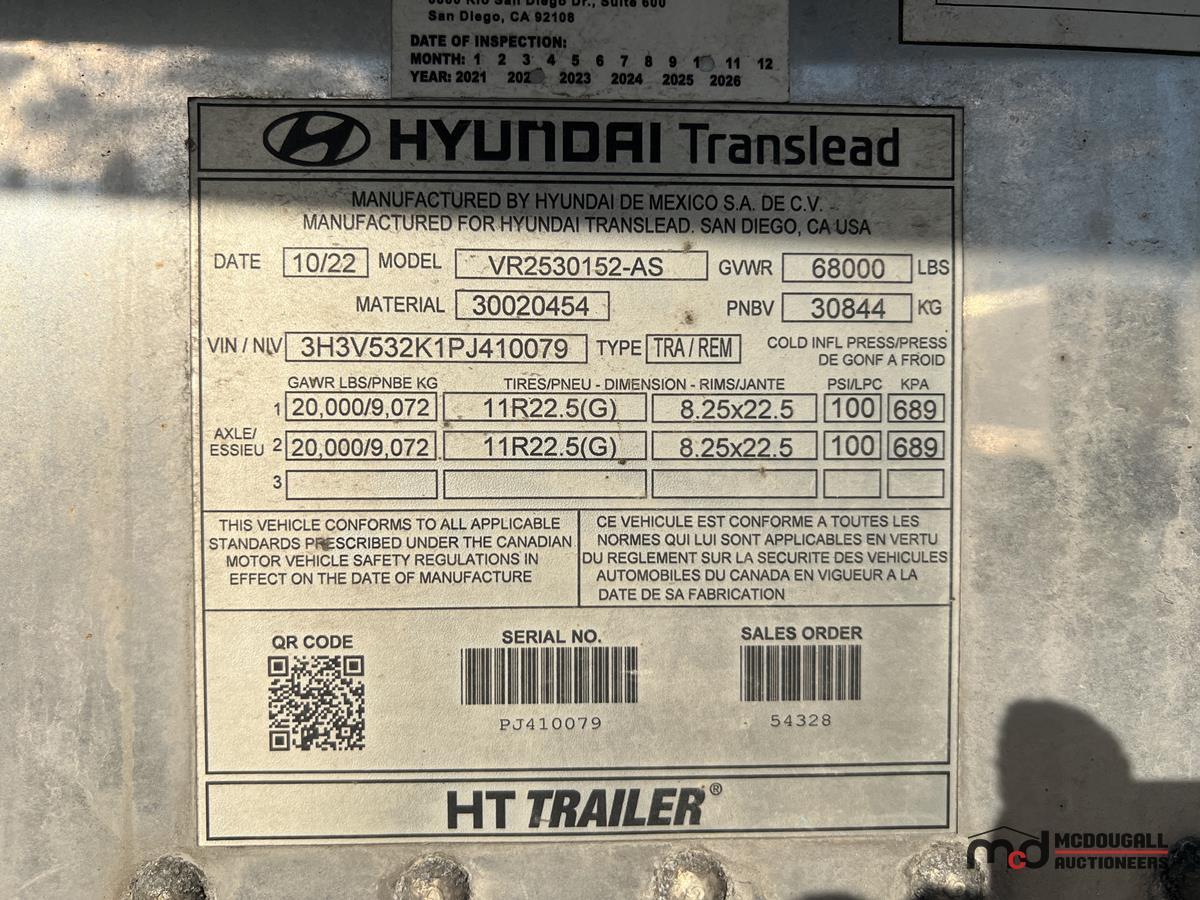 San Diego, CA 92108
DATE OF INSPECTION:
MONTH: 1 2 3 4 5 6 7 8 9 1 11 12
YEAR: 2021 202 2023 2024 2025 2026
HYUNDAI Translead
MANUFACTURED BY HYUNDAI DE MEXICO S.A. DE C.V.
MANUFACTURED FOR HYUNDAI TRANSLEAD. SAN DIEGO, CA USA
DATE 10/22 MODEL VR2530152-AS GVWR 68000 LBS
MATERIAL 30020454 PNBV 30844 KG
VIN / NIV 3H3V532K1PJ410079 TYPE TRA / REM COLD INFL PRESS/PRESS
DE GONF A FROID
GAWR LBS/PNBE KG TIRES/PNEU - DIMENSION - RIMS/JANTE PSI/LPC KPA
1 20,000/9,072 11R22.5(G) 8.25x22.5 100 689
AXLE/
ESSIEU 2 20,000/9,072 11R22.5(G) 8.25x22.5 100 689
3
THIS VEHICLE CONFORMS TO ALL APPLICABLE
STANDARDS PRESCRIBED UNDER THE CANADIAN
MOTOR VEHICLE SAFETY REGULATIONS IN
EFFECT ON THE DATE OF MANUFACTURE
CE VEHICULE EST CONFORME A TOUTES LES
NORMES QUI LUI SONT APPLICABLES EN VERTU
DU REGLEMENT SUR LA SECURITE DES VEHICULES
AUTOMOBILES DU CANADA EN VIGUEUR A LA
DATE DE SA FABRICATION
QR CODE
SERIAL NO.
PJ410079
SALES ORDER
54328
HT TRAILER®
mcd MCDOUGALL
AUCTIONEERS